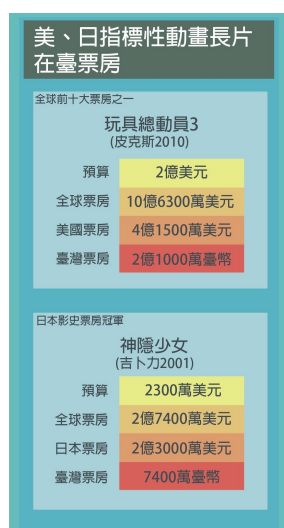 美、日指標性動畫長片
在臺票房
全球前十大票房之一
玩具總動員3
(皮克斯2010)
預算 2億美元
全球票房 10億6300萬美元
美國票房 4億1500萬美元
臺灣票房 2億1000萬臺幣
日本影史票房冠軍
神隱少女
(吉卜力2001)
預算 2300萬美元
全球票房 2億7400萬美元
日本票房 2億3000萬美元
臺灣票房 7400萬臺幣